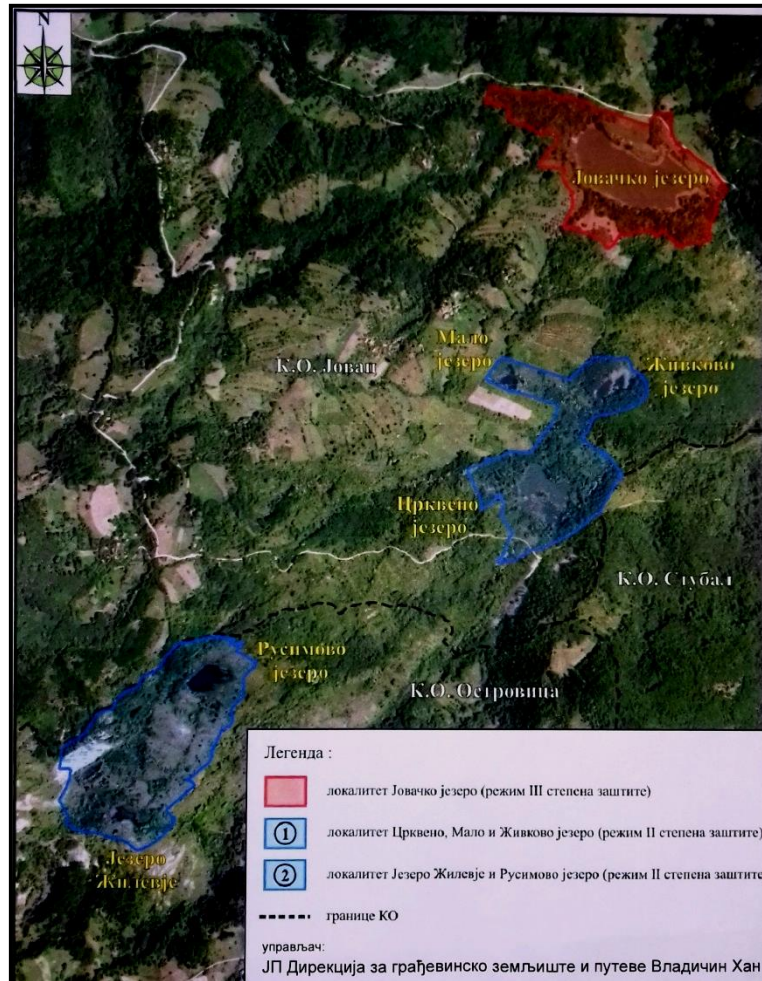 N
Јовачко језеро
Мало
језеро
Живково
језеро
К.О. Јовац
Црквено
језеро
К.О. Стубал
Русимово
језеро
К.О. Островица
Језеро
Жилевје
Легенда :
локалитет Јовачко језеро (режим III степена заштите)
1
локалитет Црквено, Мало и Живково језеро (режим II степена заштите)
2
локалитет Језеро Жилевје и Русимово језеро (режим II степена заштите
границе КО
управљач:
ЈП Дирекција за грађевинско земљиште и путеве Владичин Хан